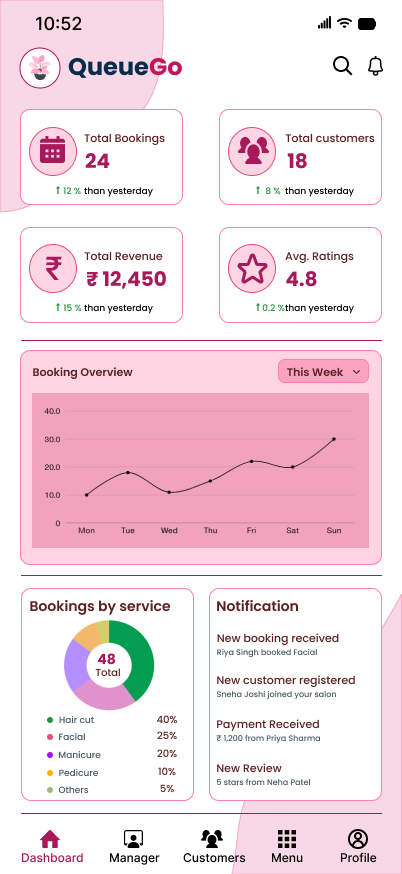 10:52
QueueGo
Total Bookings
24
↑ 12 % than yesterday
Total customers
18
↑ 8 % than yesterday
Total Revenue
₹ 12,450
↑ 15 % than yesterday
Avg. Ratings
4.8
↑ 0.2 % than yesterday
Booking Overview
This Week
40.0
30.0
20.0
10.0
0
Mon Tue Wed Thu Fri Sat Sun
Bookings by service
48
Total
Hair cut 40%
Facial 25%
Manicure 20%
Pedicure 10%
Others 5%
Notification
New booking received
Riya Singh booked Facial
New customer registered
Sneha Joshi joined your salon
Payment Received
₹ 1,200 from Priya Sharma
New Review
5 stars from Neha Patel
Dashboard Manager Customers Menu Profile